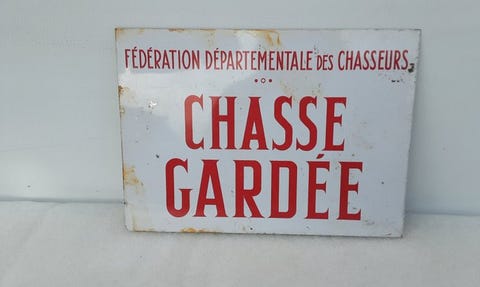 FÉDÉRATION DÉPARTEMENTALE DES CHASSEURS
CHASSE
GARDÉE